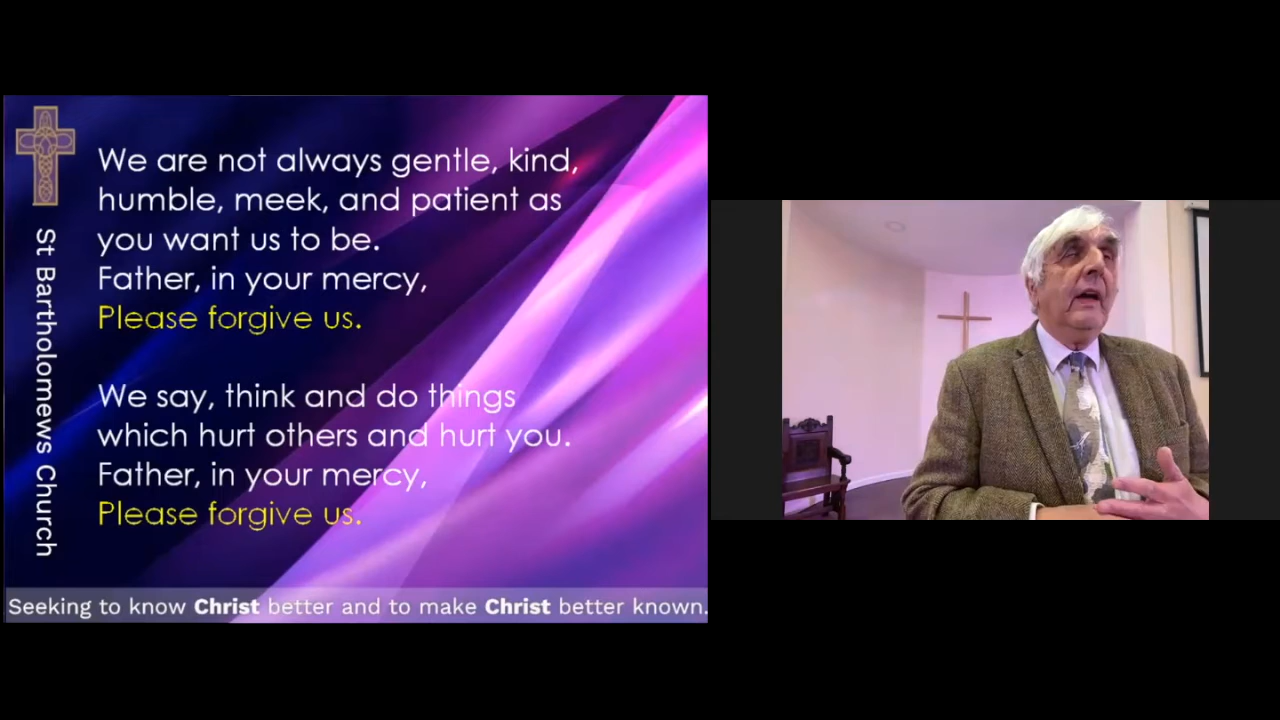 We are not always gentle, kind,
humble, meek, and patient as
you want us to be.
Father, in your mercy,
Please forgive us.
We say, think and do things
which hurt others and hurt you.
Father, in your mercy,
Please forgive us.
St Bartholomews Church
Seeking to know Christ better and to make Christ better known.